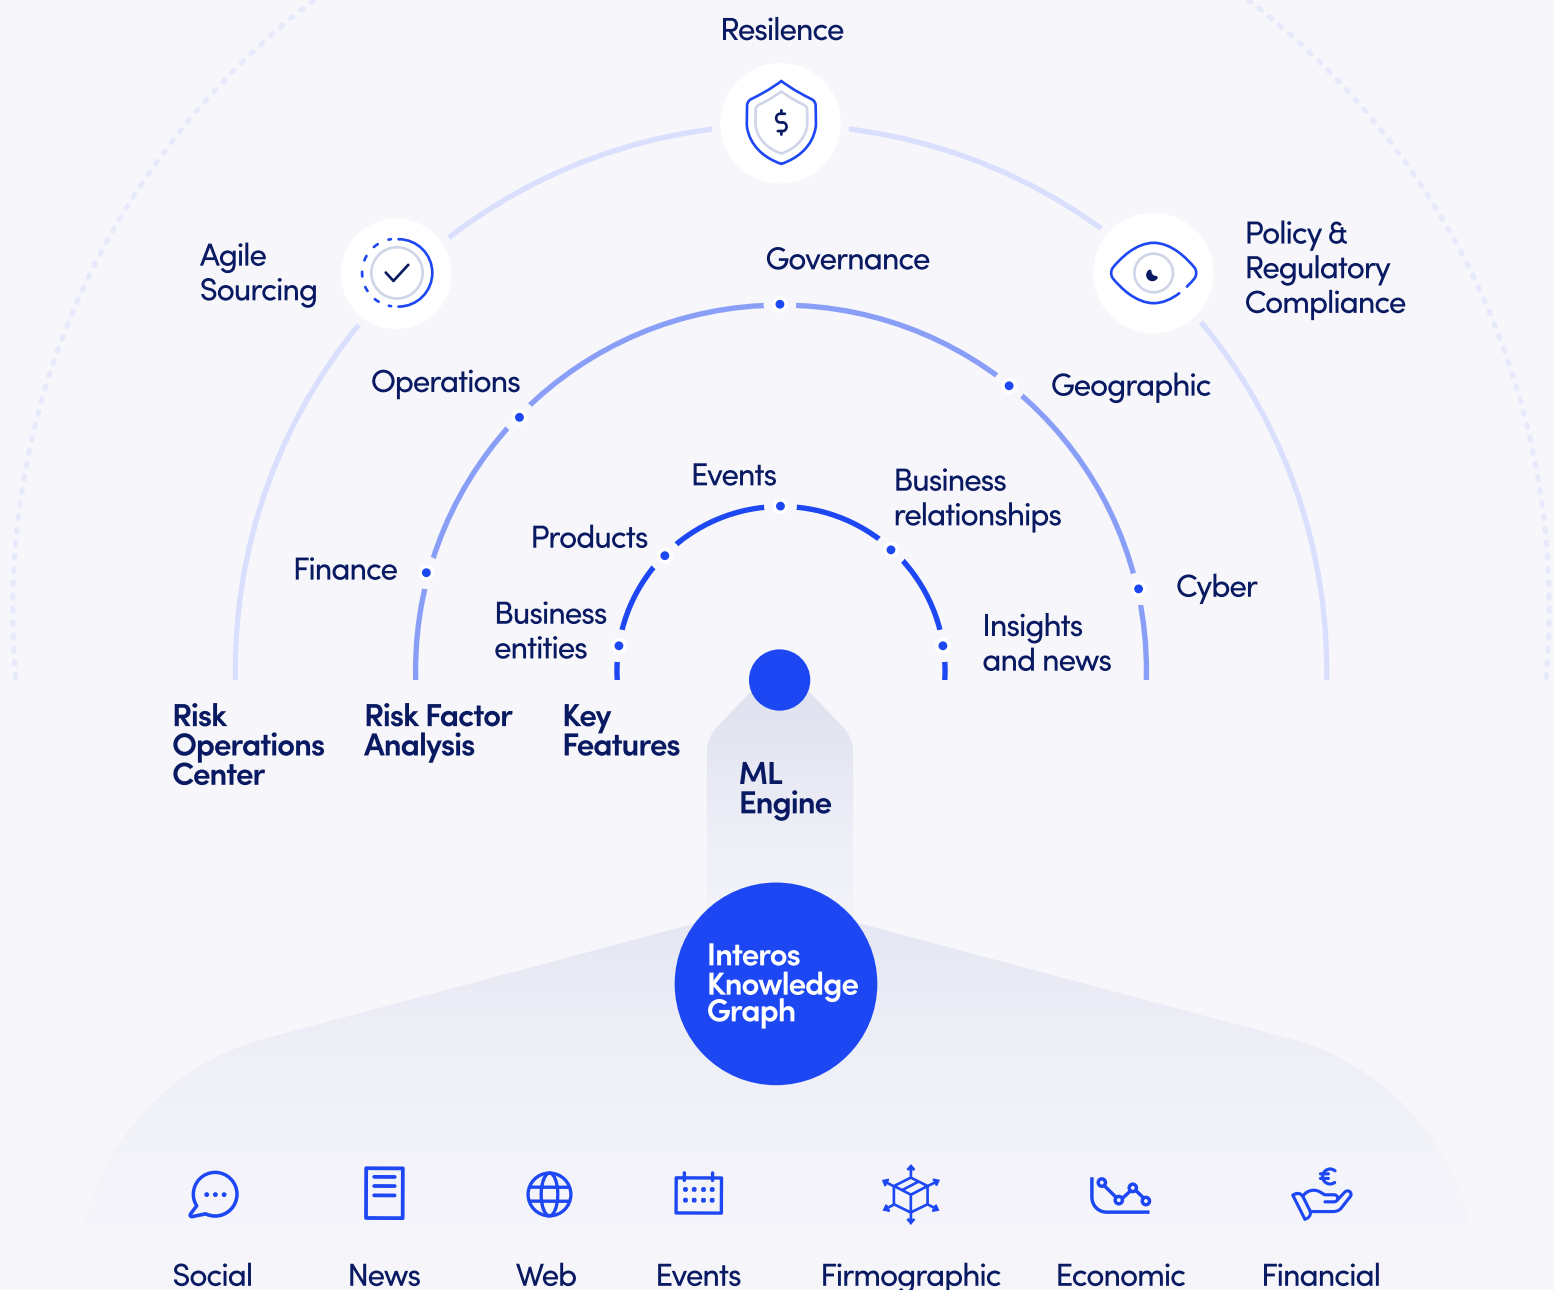 Resilence
$
Agile
Sourcing
Policy &
Regulatory
Compliance
Governance
Operations
Geographic
Events
Business
relationships
Products
Finance
Cyber
Business
entities
Insights
and news
Risk
Operations
Center
Risk Factor
Analysis
Key
Features
ML
Engine
Interos
Knowledge
Graph
€
Social
News
Web
Events
Firmographic
Economic
Financial